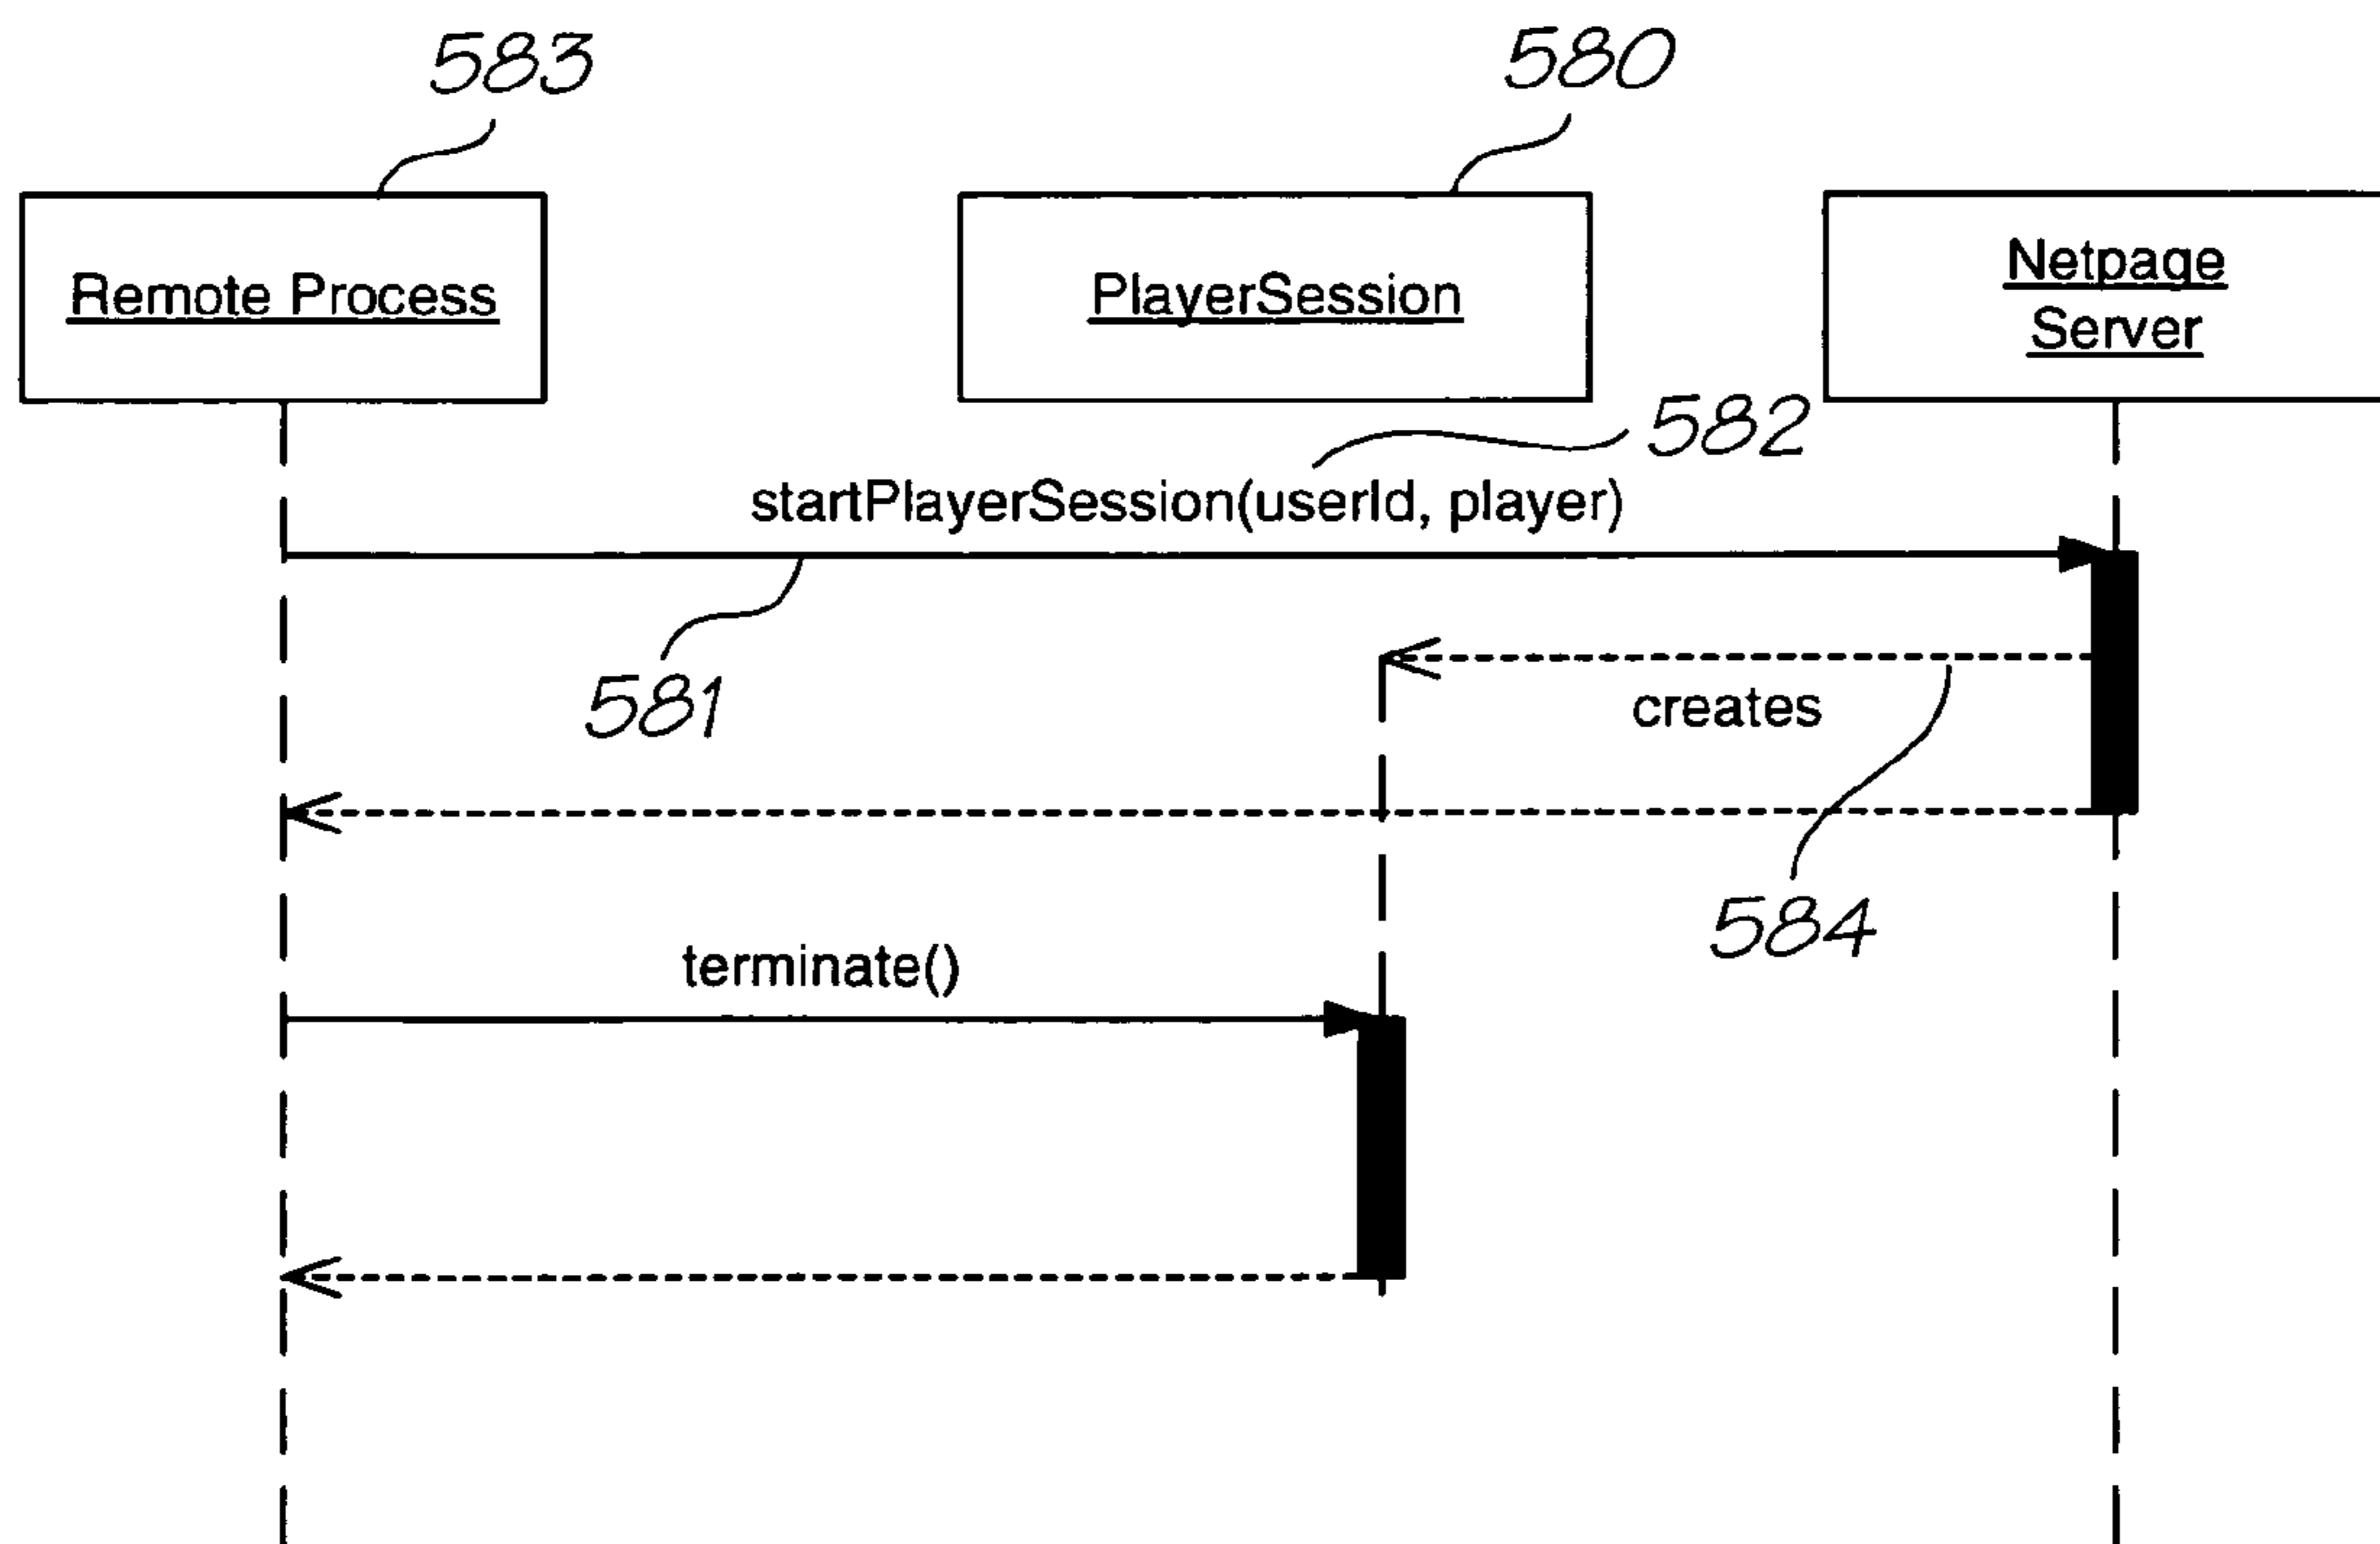 583
580
Remote Process
PlayerSession
Netpage
Server
582
startPlayerSession(userId, player)
581
creates
584
terminate()